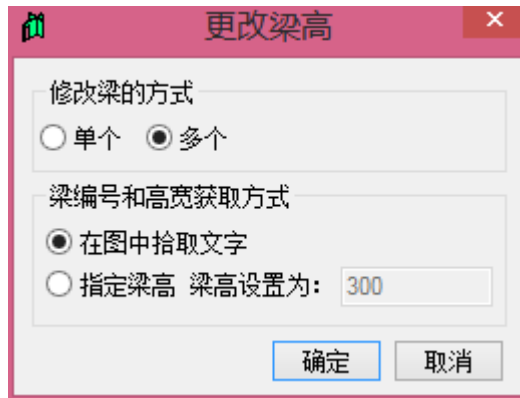 更改梁高
修改梁的方式
单个 多个
梁编号和高宽获取方式
在图中拾取文字
指定梁高 梁高设置为: 300
确定 取消